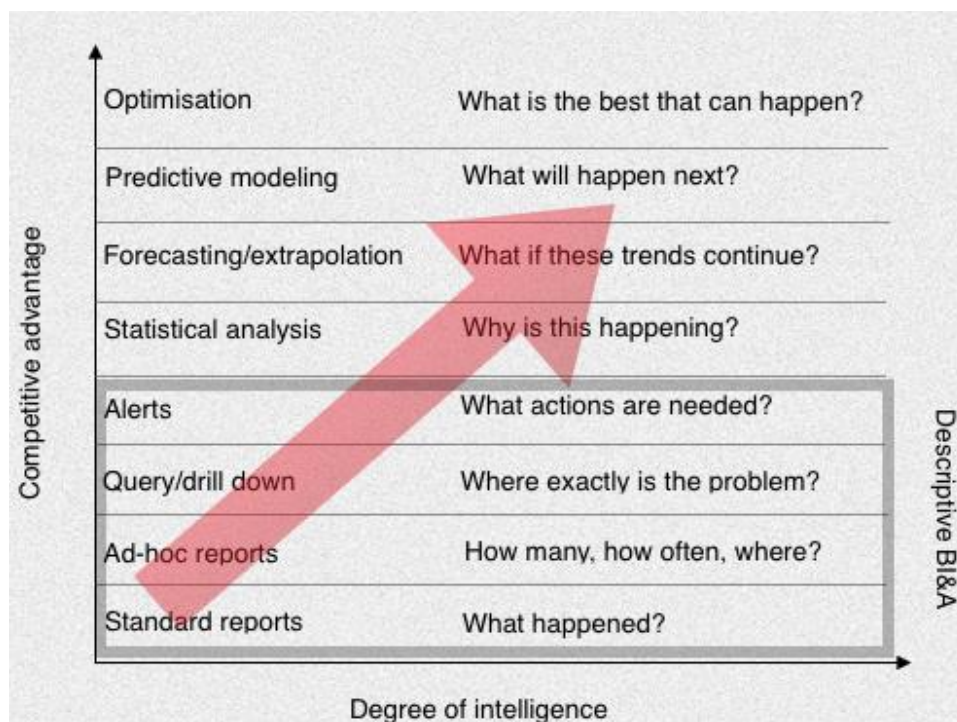 Optimisation What is the best that can happen?
Predictive modeling What will happen next?
Forecasting/extrapolation What if these trends continue?
Statistical analysis Why is this happening?
Alerts What actions are needed?
Query/drill down Where exactly is the problem?
Ad-hoc reports How many, how often, where?
Standard reports What happened?
Competitive advantage
Descriptive BI&A
Degree of intelligence